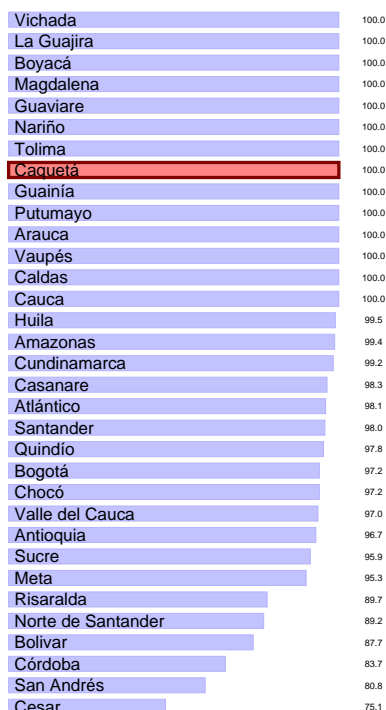 Vichada 100.0
La Guajira 100.0
Boyacá 100.0
Magdalena 100.0
Guaviare 100.0
Nariño 100.0
Tolima 100.0
Caquetá 100.0
Guainía 100.0
Putumayo 100.0
Arauca 100.0
Vaupés 100.0
Caldas 100.0
Cauca 100.0
Huila 99.5
Amazonas 99.4
Cundinamarca 99.2
Casanare 98.3
Atlántico 98.1
Santander 98.0
Quindío 97.8
Bogotá 97.2
Chocó 97.2
Valle del Cauca 97.0
Antioquia 96.7
Sucre 95.9
Meta 95.3
Risaralda 89.7
Norte de Santander 89.2
Bolivar 87.7
Córdoba 83.7
San Andrés 80.8
Cesar 75.1